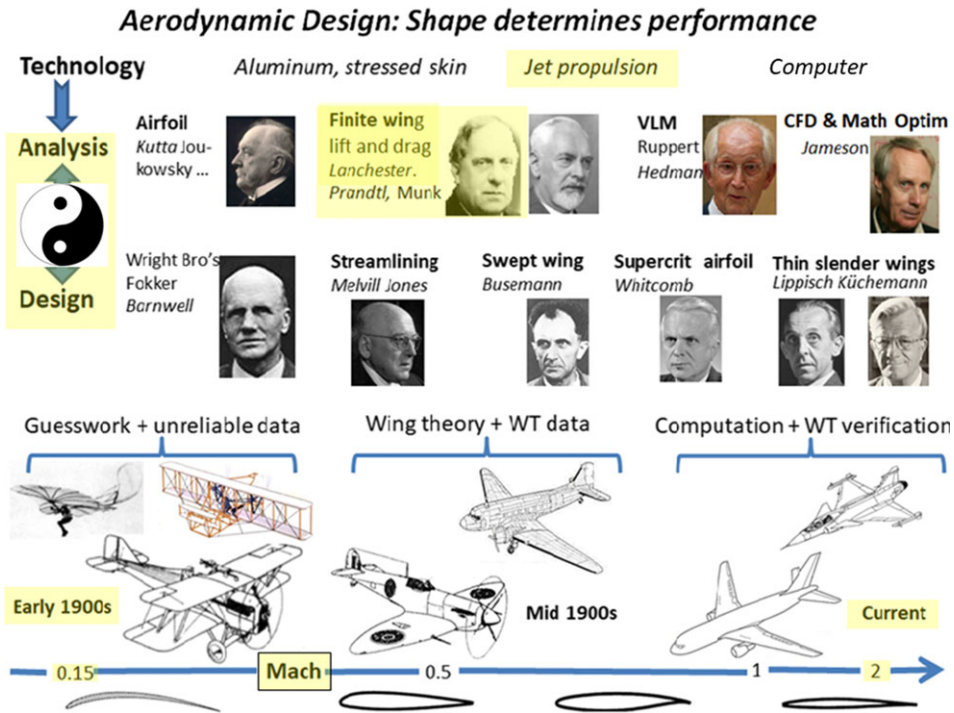 Aerodynamic Design: Shape determines performance
Technology
Aluminum, stressed skin
Jet propulsion
Computer
Analysis
Airfoil
Kutta Jou-
kowsky ...
Finite wing
lift and drag
Lanchester.
Prandtl, Munk
VLM
Ruppert
Hedman
CFD & Math Optim
Jameson
Design
Wright Bro's
Fokker
Barnwell
Streamlining
Melvill Jones
Swept wing
Busemann
Supercrit airfoil
Whitcomb
Thin slender wings
Lippisch Küchemann
Guesswork + unreliable data
Wing theory + WT data
Computation + WT verification
Early 1900s
Mid 1900s
Current
0.15
Mach
0.5
1
2